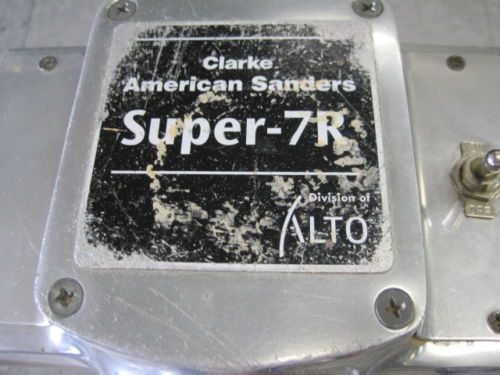 Clarke
American Sanders
Super-7R
Division of
ALTO